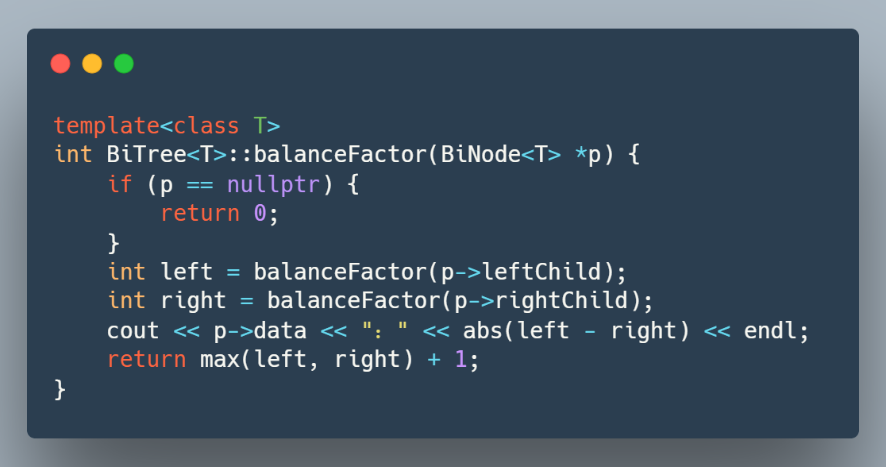 template<class T>
int BiTree<T>::balanceFactor(BiNode<T> *p) {
    if (p == nullptr) {
        return 0;
    }
    int left = balanceFactor(p->leftChild);
    int right = balanceFactor(p->rightChild);
    cout << p->data << "：" << abs(left - right) << endl;
    return max(left, right) + 1;
}